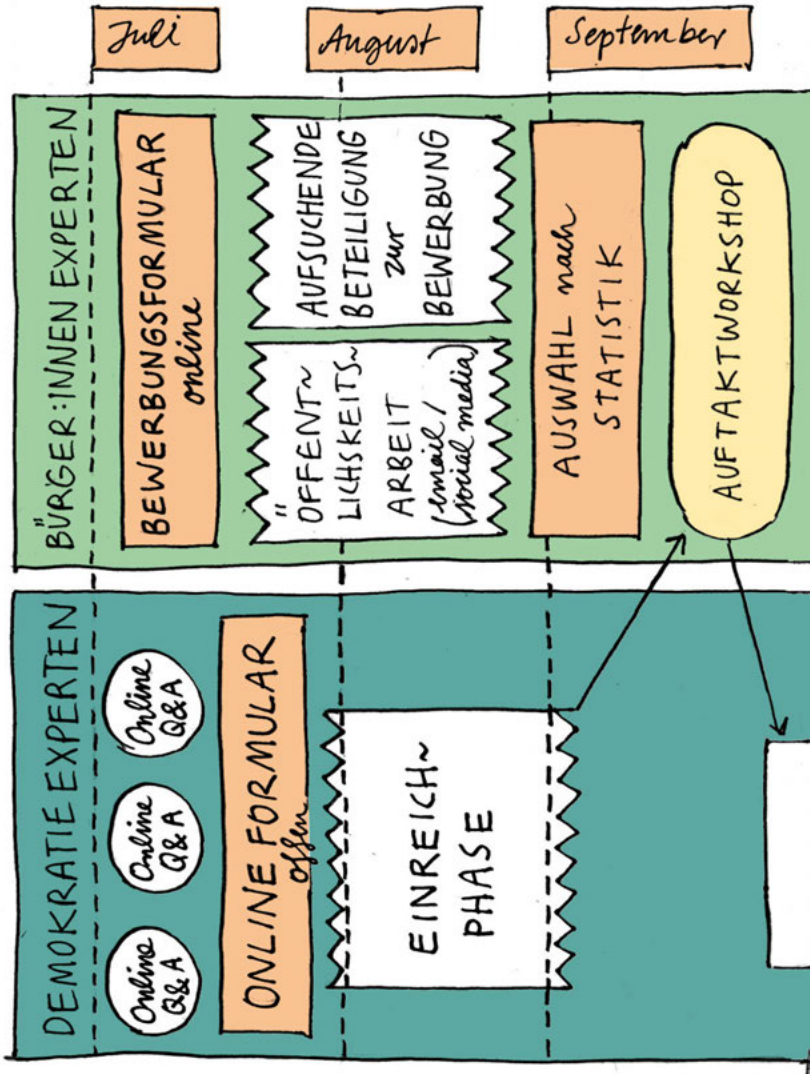 DEMOKRATIE EXPERTEN
Online
Q&A
Online
Q&A
Online
Q&A
ONLINE FORMULAR
offen
EINREICH~
PHASE
BÜRGER:INNEN EXPERTEN
BEWERBUNGSFORMULAR
online
ÖFFENT~
LICHSKEITS~
ARBEIT
(email/
social media)
AUFSUCHENDE
BETEILIGUNG
zur
BEWERBUNG
AUSWAHL nach
STATISTIK
AUFTAKTWORKSHOP
Juli
August
September